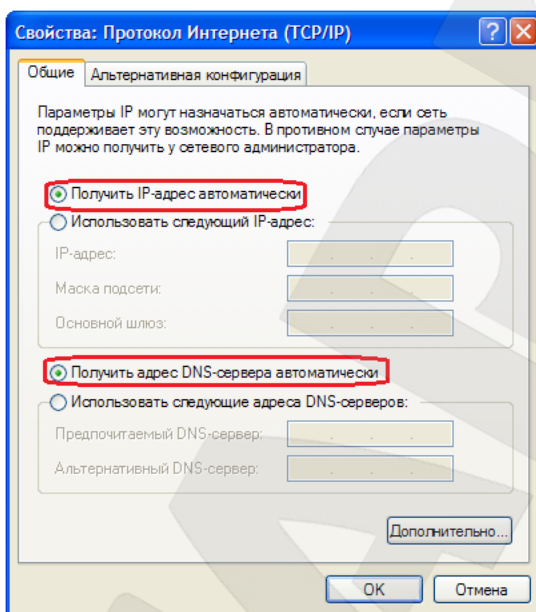 Свойства: Протокол Интернета (TCP/IP)
Общие Альтернативная конфигурация
Параметры IP могут назначаться автоматически, если сеть
поддерживает эту возможность. В противном случае параметры
IP можно получить у сетевого администратора.
Получить IP-адрес автоматически
Использовать следующий IP-адрес:
IP-адрес:
Маска подсети:
Основной шлюз:
Получить адрес DNS-сервера автоматически
Использовать следующие адреса DNS-серверов:
Предпочитаемый DNS-сервер:
Альтернативный DNS-сервер:
Дополнительно...
OK Отмена